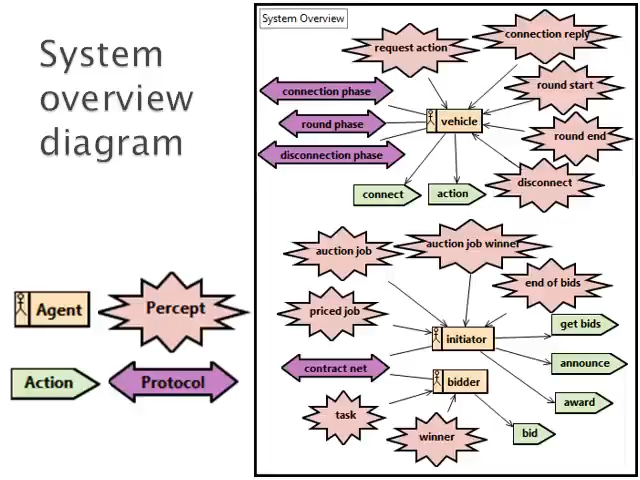 System
overview
diagram
Agent
Percept
Action
Protocol
System Overview
request action
connection reply
connection phase
round start
round phase
vehicle
round end
disconnection phase
disconnect
connect
action
auction job
auction job winner
end of bids
priced job
get bids
initiator
contract net
announce
bidder
award
task
winner
bid